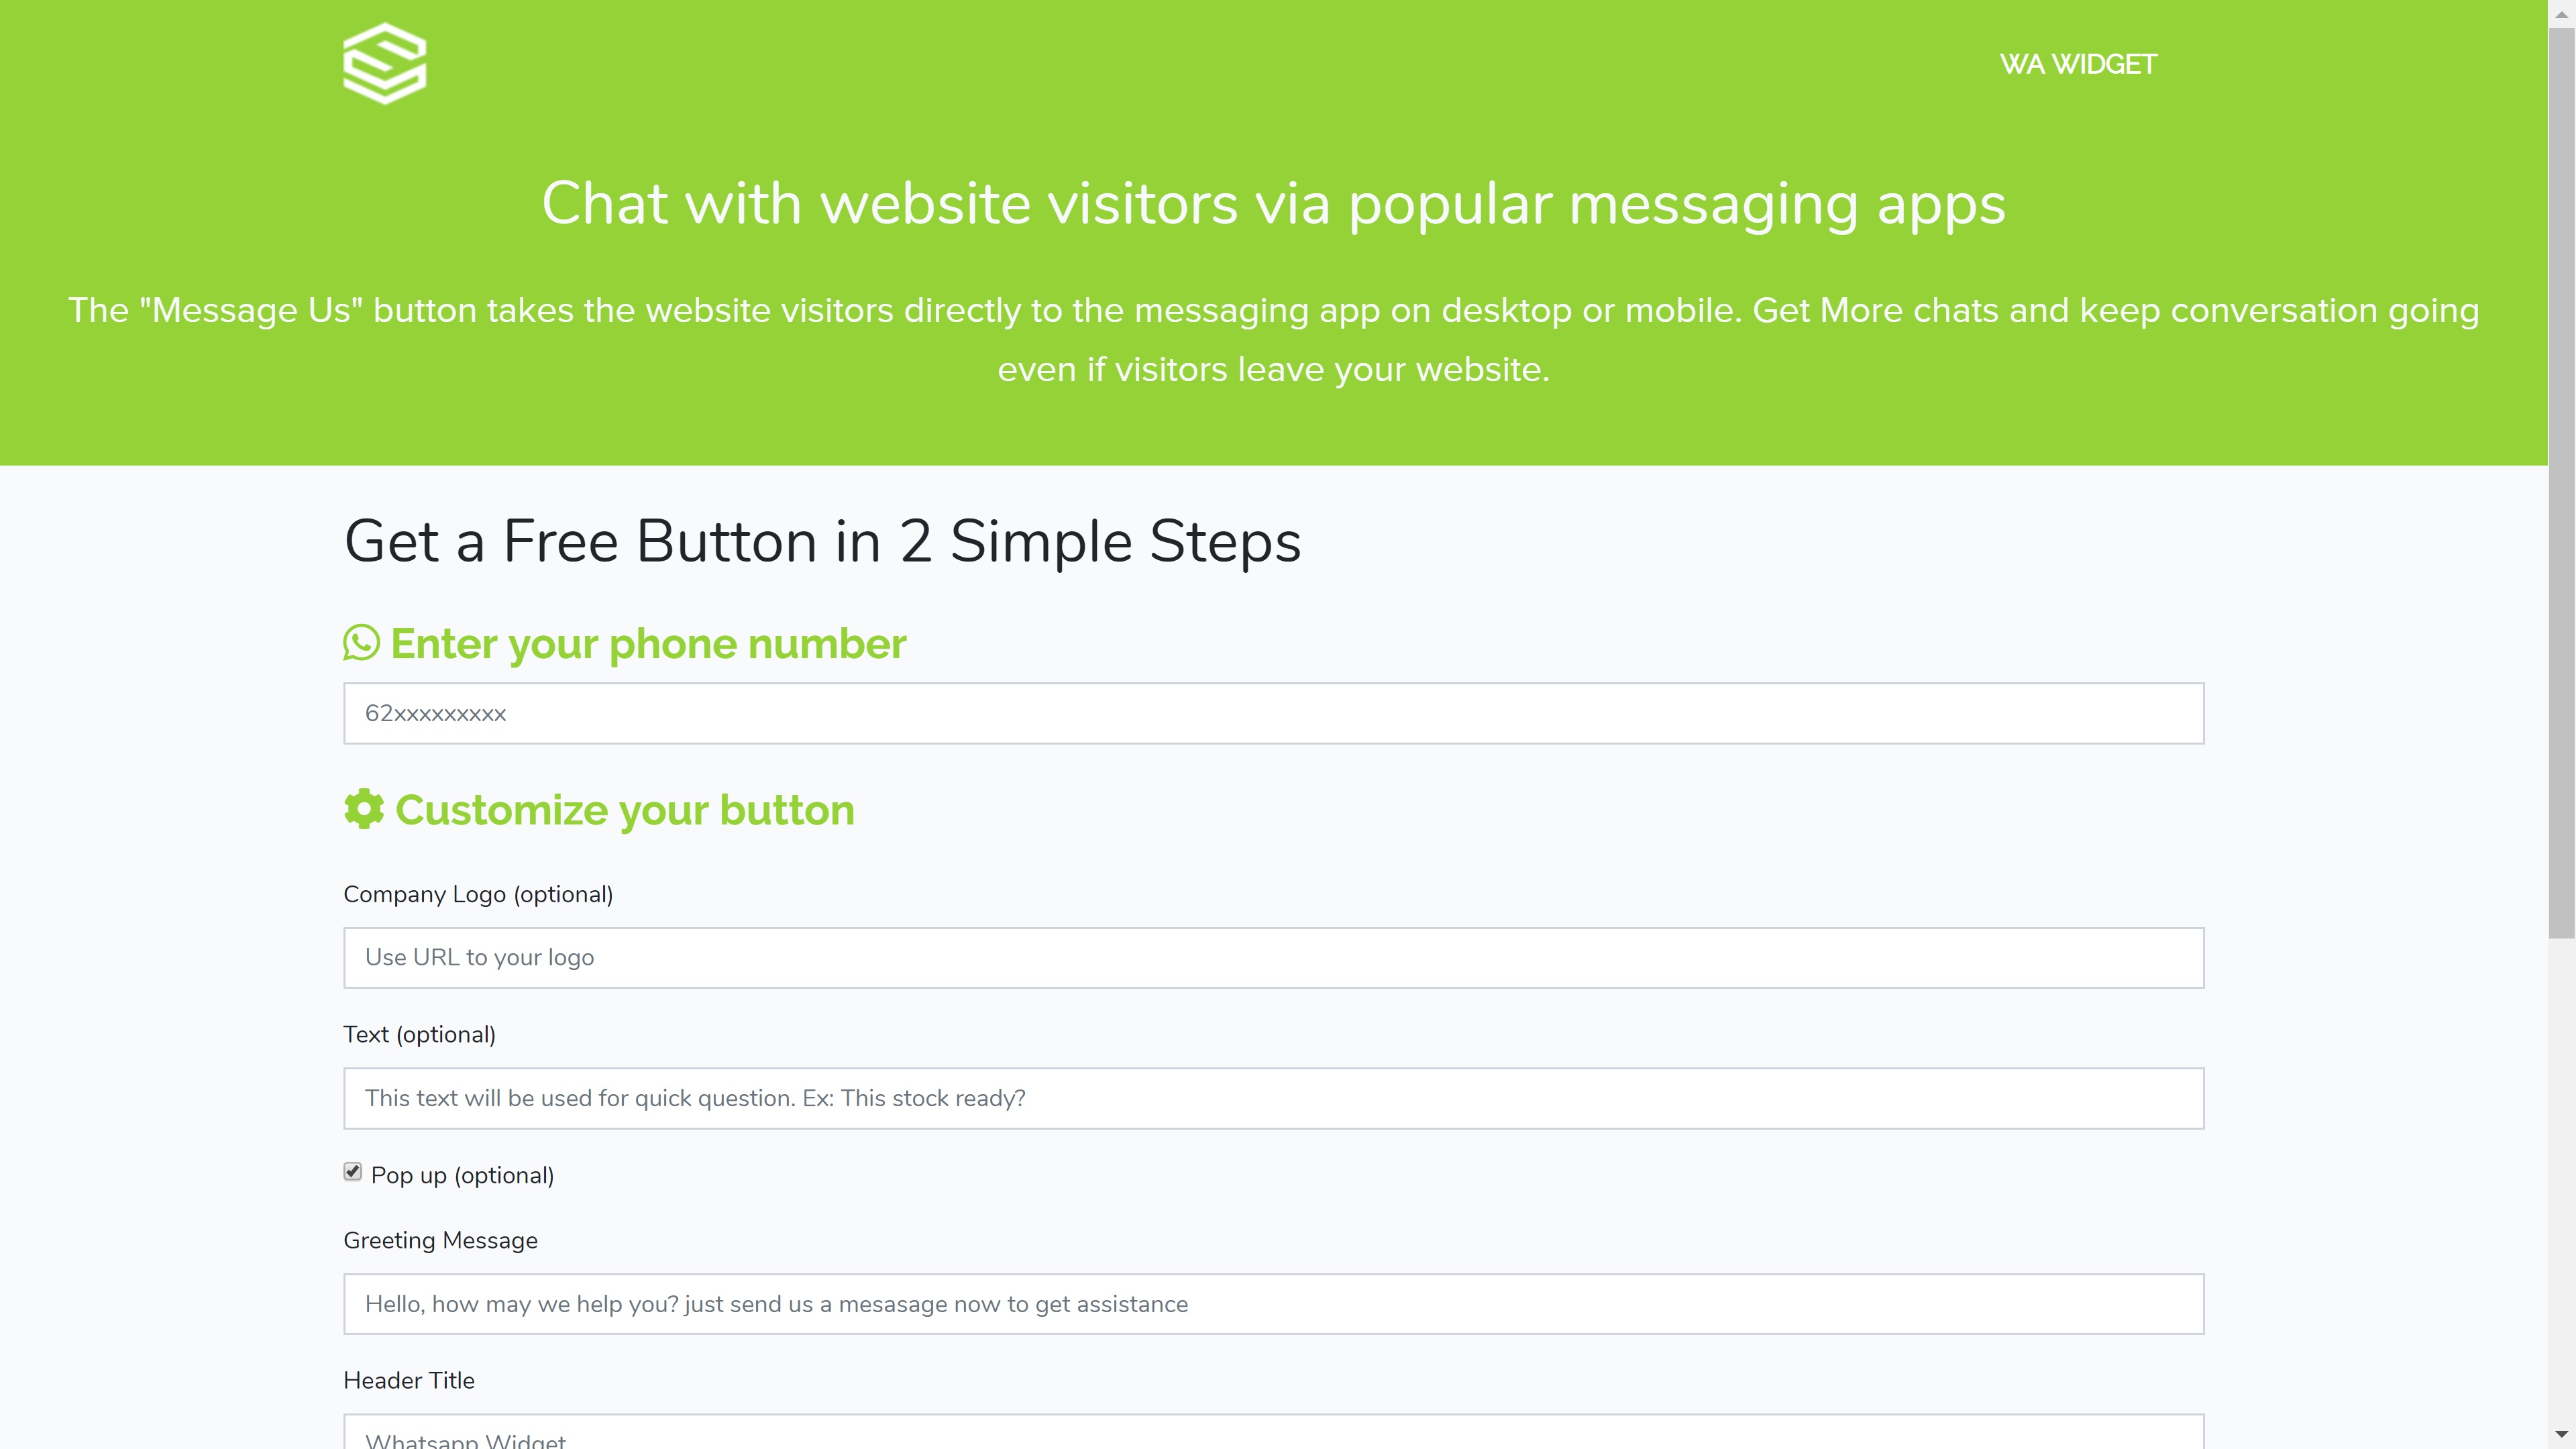 WA WIDGET
Chat with website visitors via popular messaging apps
The "Message Us" button takes the website visitors directly to the messaging app on desktop or mobile. Get More chats and keep conversation going
even if visitors leave your website.
Get a Free Button in 2 Simple Steps
Enter your phone number
62xxxxxxxxx
Customize your button
Company Logo (optional)
Use URL to your logo
Text (optional)
This text will be used for quick question. Ex: This stock ready?
Pop up (optional)
Greeting Message
Hello, how may we help you? just send us a mesasage now to get assistance
Header Title
Whatsapp Widget